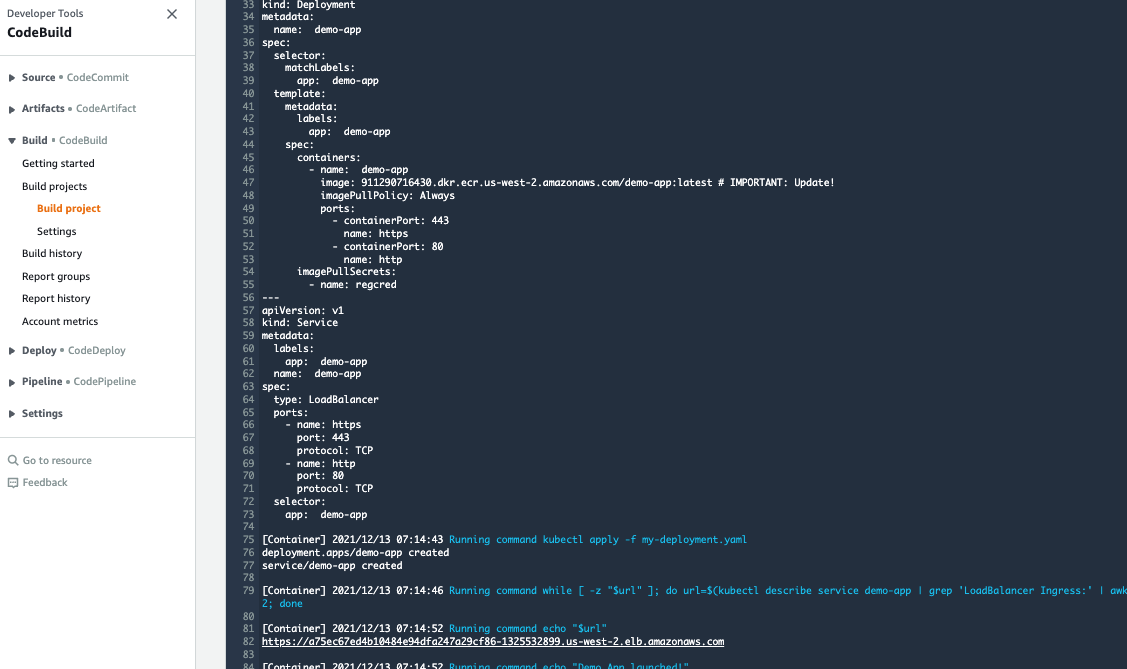 Developer Tools
CodeBuild
Source • CodeCommit
Artifacts • CodeArtifact
Build • CodeBuild
Getting started
Build projects
Build project
Settings
Build history
Report groups
Report history
Account metrics
Deploy • CodeDeploy
Pipeline • CodePipeline
Settings
Go to resource
Feedback
33 kind: Deployment
34 metadata:
35   name:  demo-app
36 spec:
37   selector:
38     matchLabels:
39       app:  demo-app
40   template:
41     metadata:
42       labels:
43         app:  demo-app
44     spec:
45       containers:
46         - name:  demo-app
47           image: 911290716430.dkr.ecr.us-west-2.amazonaws.com/demo-app:latest # IMPORTANT: Update!
48           imagePullPolicy: Always
49           ports:
50             - containerPort: 443
51               name: https
52             - containerPort: 80
53               name: http
54       imagePullSecrets:
55         - name: regcred
56 ---
57 apiVersion: v1
58 kind: Service
59 metadata:
60   labels:
61     app:  demo-app
62   name:  demo-app
63 spec:
64   type: LoadBalancer
65   ports:
66     - name: https
67       port: 443
68       protocol: TCP
69     - name: http
70       port: 80
71       protocol: TCP
72   selector:
73     app:  demo-app
74
75 [Container] 2021/12/13 07:14:43 Running command kubectl apply -f my-deployment.yaml
76 deployment.apps/demo-app created
77 service/demo-app created
78
79 [Container] 2021/12/13 07:14:46 Running command while [ -z "$url" ]; do url=$(kubectl describe service demo-app | grep 'LoadBalancer Ingress:' | awk
2; done
80
81 [Container] 2021/12/13 07:14:52 Running command echo "$url"
82 https://a75ec67ed4b10484e94dfa247a29cf86-1325532899.us-west-2.elb.amazonaws.com
83
84 [Container] 2021/12/13 07:14:52 Running command echo "Demo App launched!"